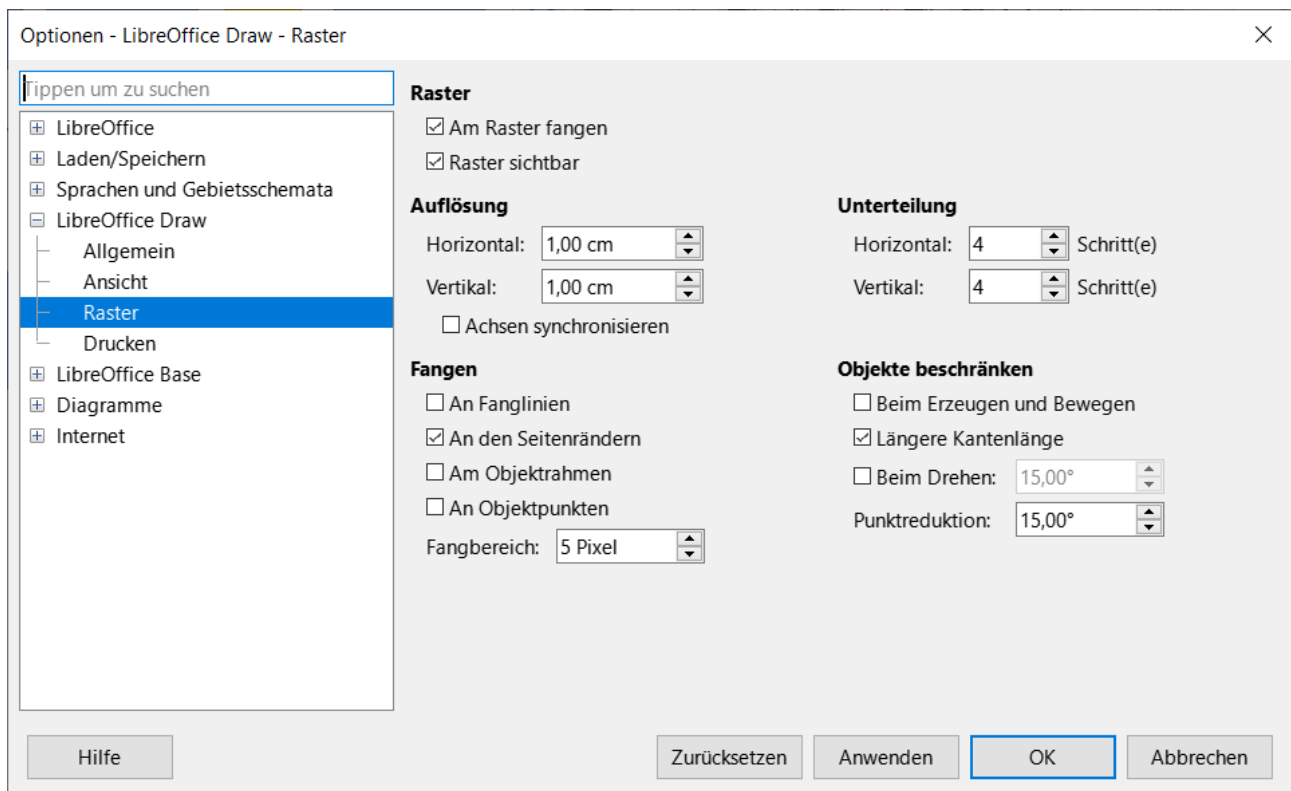 Optionen - LibreOffice Draw - Raster
Tippen um zu suchen
LibreOffice
Laden/Speichern
Sprachen und Gebietsschemata
LibreOffice Draw
Allgemein
Ansicht
Raster
Drucken
LibreOffice Base
Diagramme
Internet
Raster
Am Raster fangen
Raster sichtbar
Auflösung
Horizontal: 1,00 cm
Vertikal: 1,00 cm
Achsen synchronisieren
Unterteilung
Horizontal: 4 Schritt(e)
Vertikal: 4 Schritt(e)
Fangen
An Fanglinien
An den Seitenrändern
Am Objektrahmen
An Objektpunkten
Fangbereich: 5 Pixel
Objekte beschränken
Beim Erzeugen und Bewegen
Längere Kantenlänge
Beim Drehen: 15,00°
Punktreduktion: 15,00°
Hilfe
Zurücksetzen
Anwenden
OK
Abbrechen